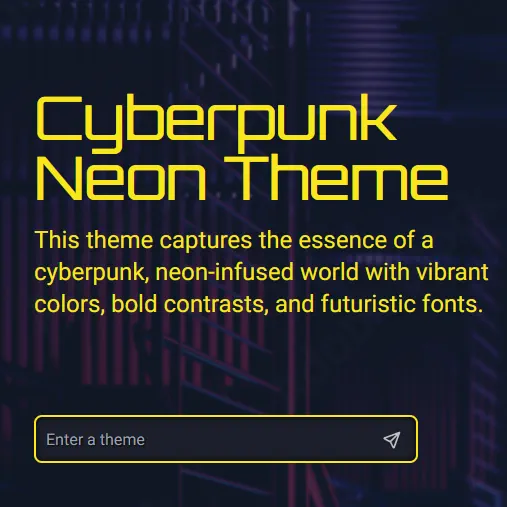 Cyberpunk
Neon Theme
This theme captures the essence of a
cyberpunk, neon-infused world with vibrant
colors, bold contrasts, and futuristic fonts.
Enter a theme